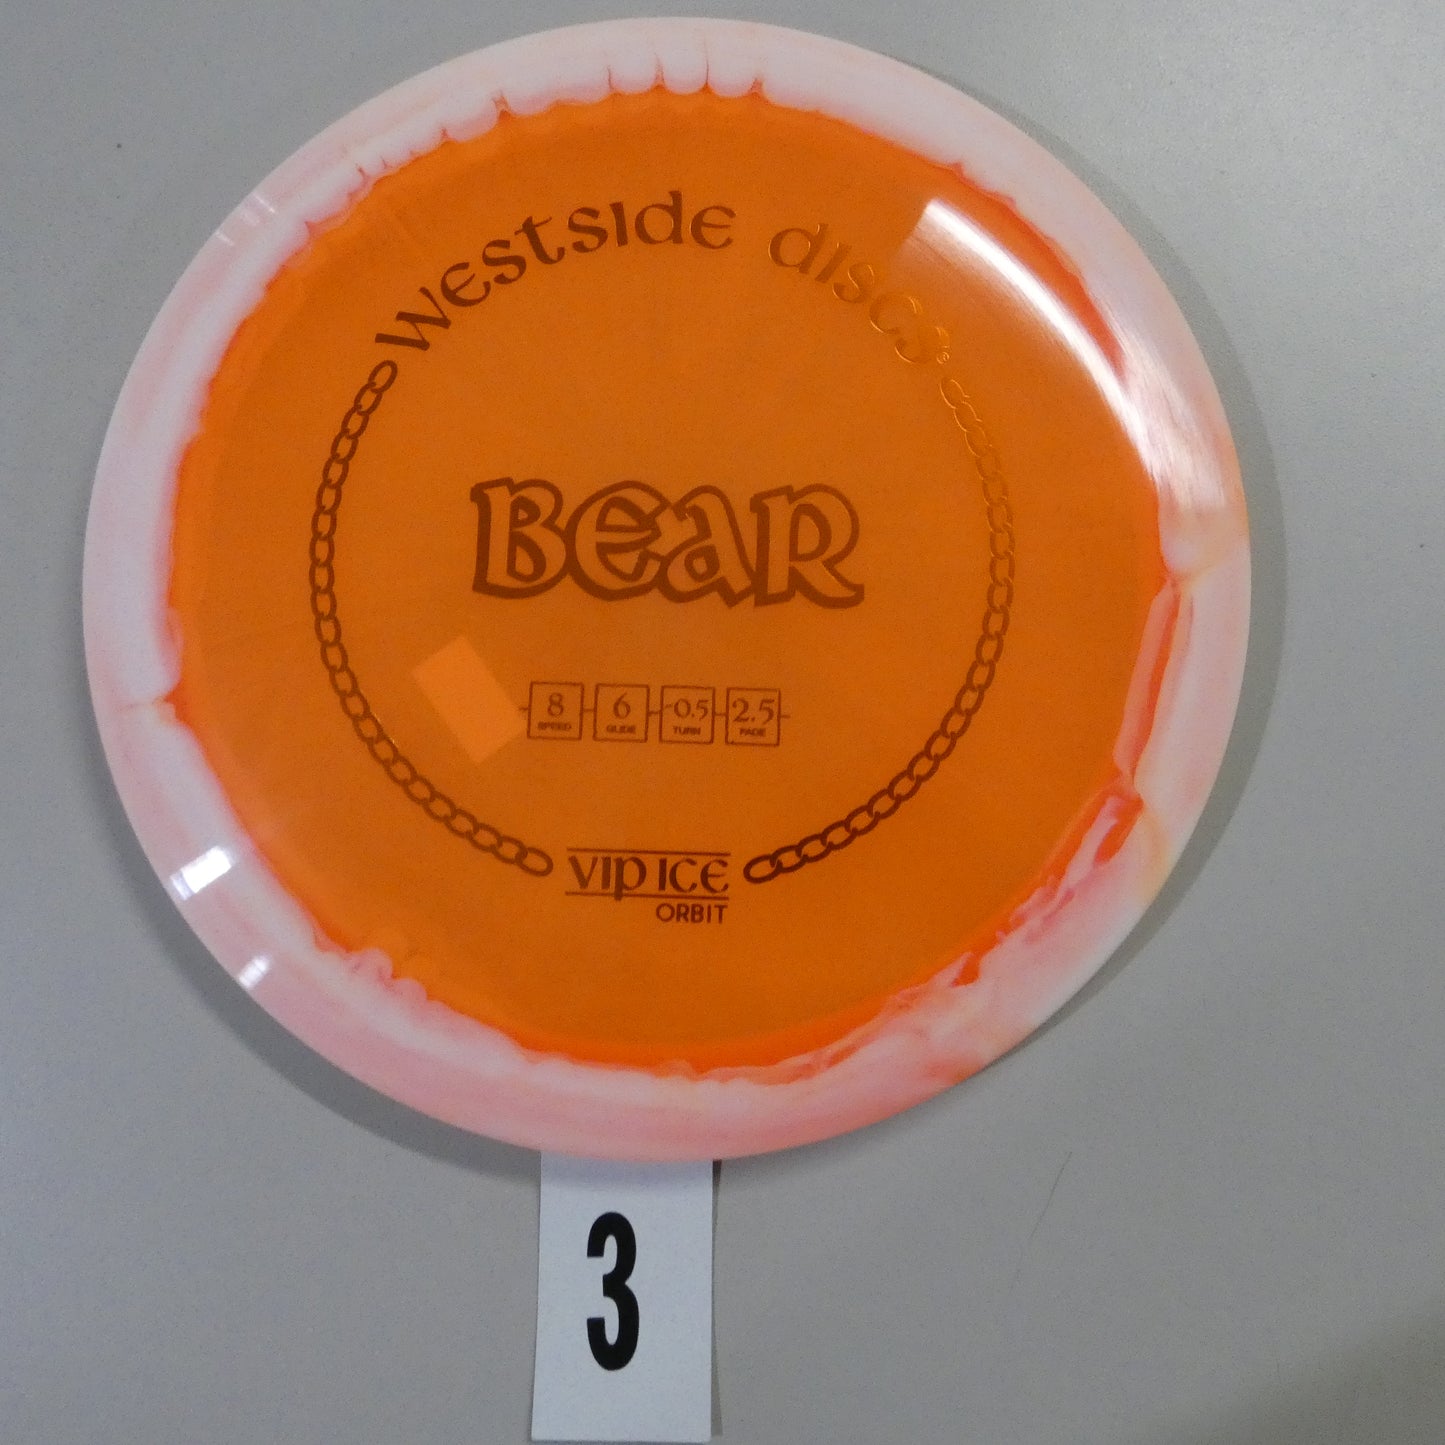 Westside discs®
BEAR
8 6 -0.5 2.5
SPEED GLIDE TURN FADE
VIP ICE
ORBIT
3